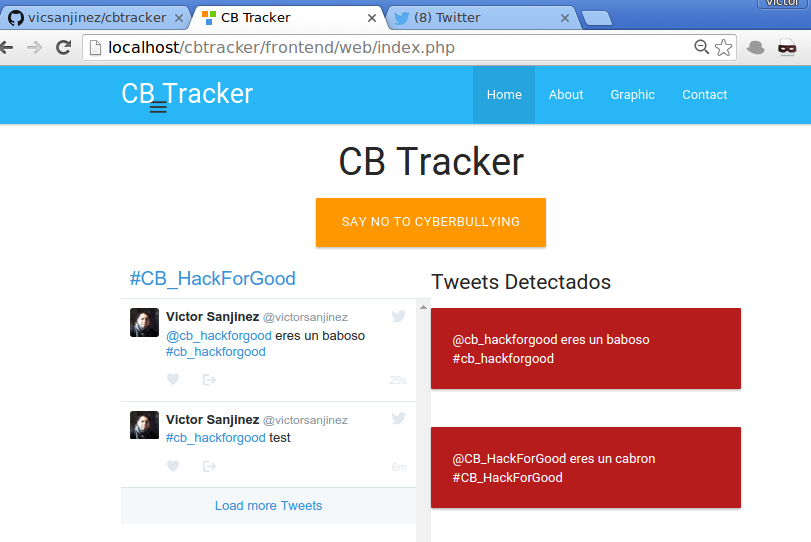 victor
vicsanjinez/cbtracker
CB Tracker
(8) Twitter
localhost/cbtracker/frontend/web/index.php
CB Tracker
Home
About
Graphic
Contact
CB Tracker
SAY NO TO CYBERBULLYING
#CB_HackForGood
Victor Sanjinez @victorsanjinez
@cb_hackforgood eres un baboso
#cb_hackforgood
29s
Victor Sanjinez @victorsanjinez
#cb_hackforgood test
6m
Load more Tweets
Tweets Detectados
@cb_hackforgood eres un baboso
#cb_hackforgood
@CB_HackForGood eres un cabron
#CB_HackForGood